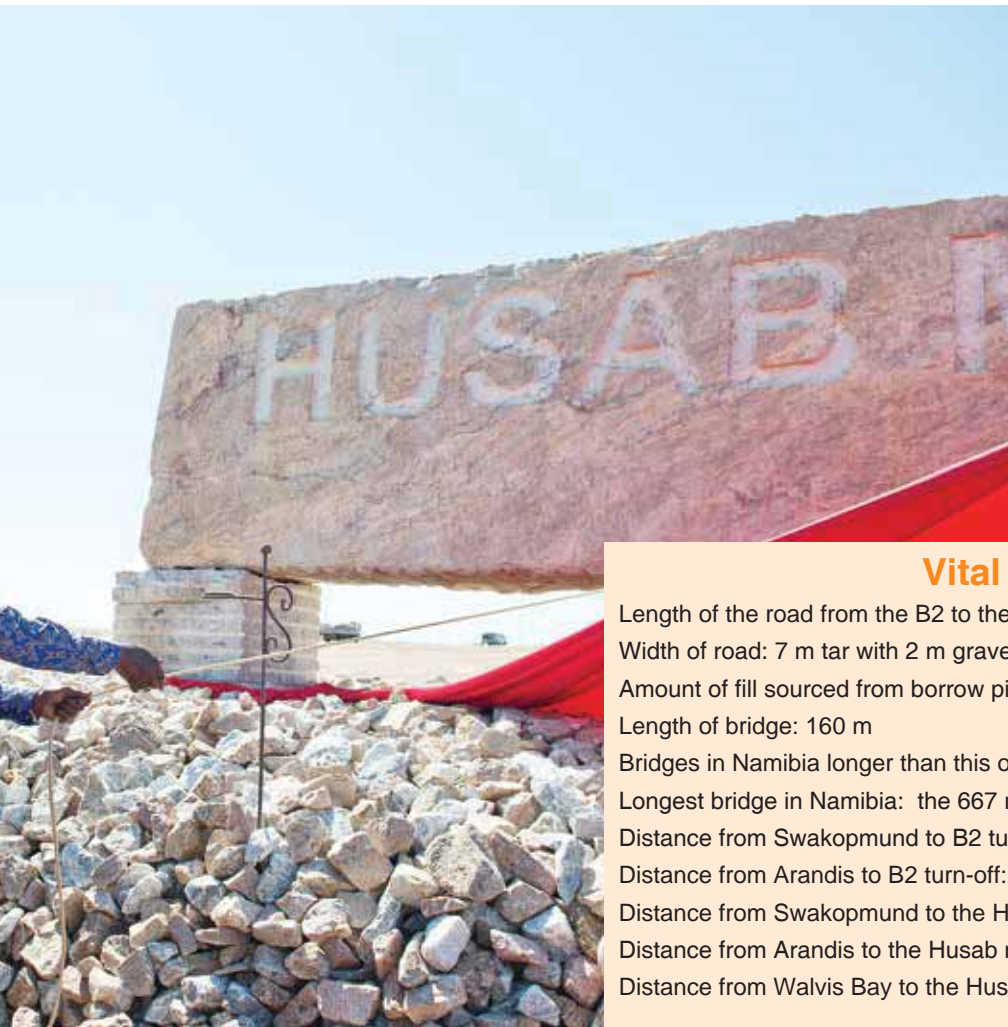 HUSAB
Vital
Length of the road from the B2 to the
Width of road: 7 m tar with 2 m grave
Amount of fill sourced from borrow pi
Length of bridge: 160 m
Bridges in Namibia longer than this o
Longest bridge in Namibia: the 667 
Distance from Swakopmund to B2 tu
Distance from Arandis to B2 turn-off:
Distance from Swakopmund to the H
Distance from Arandis to the Husab 
Distance from Walvis Bay to the Hus